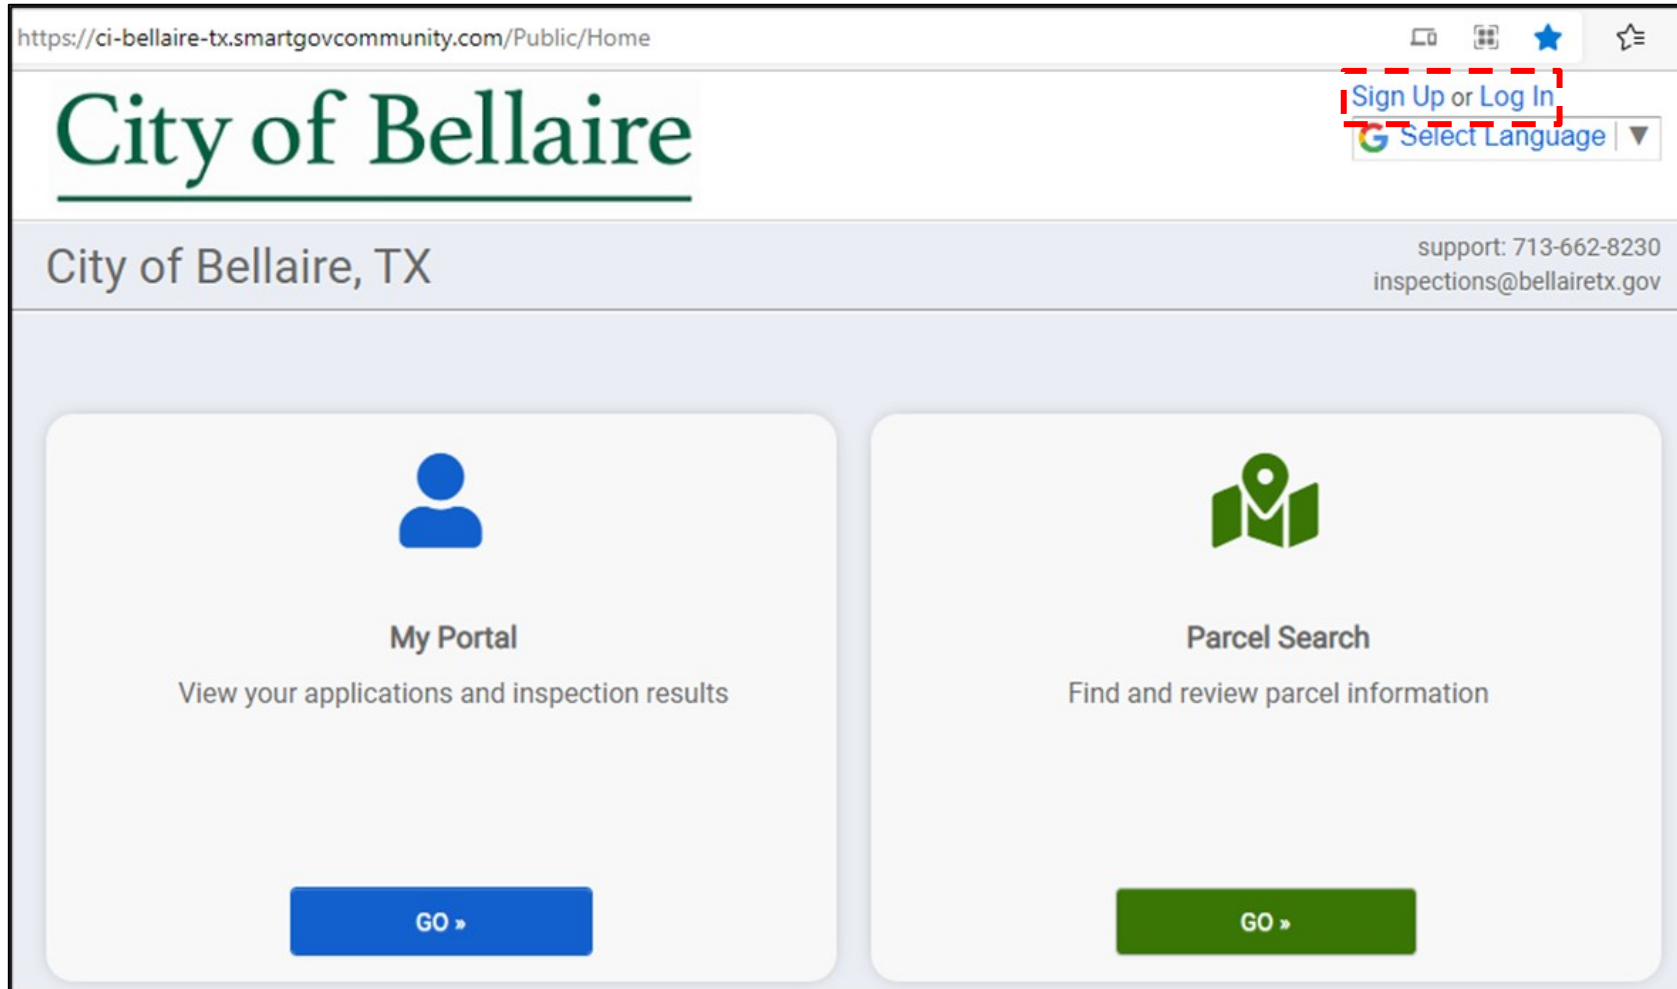 https://ci-bellaire-tx.smartgovcommunity.com/Public/Home
City of Bellaire
Sign Up or Log In
G Select Language ▼
City of Bellaire, TX
support: 713-662-8230
inspections@bellairetx.gov
My Portal
View your applications and inspection results
GO »
Parcel Search
Find and review parcel information
GO »